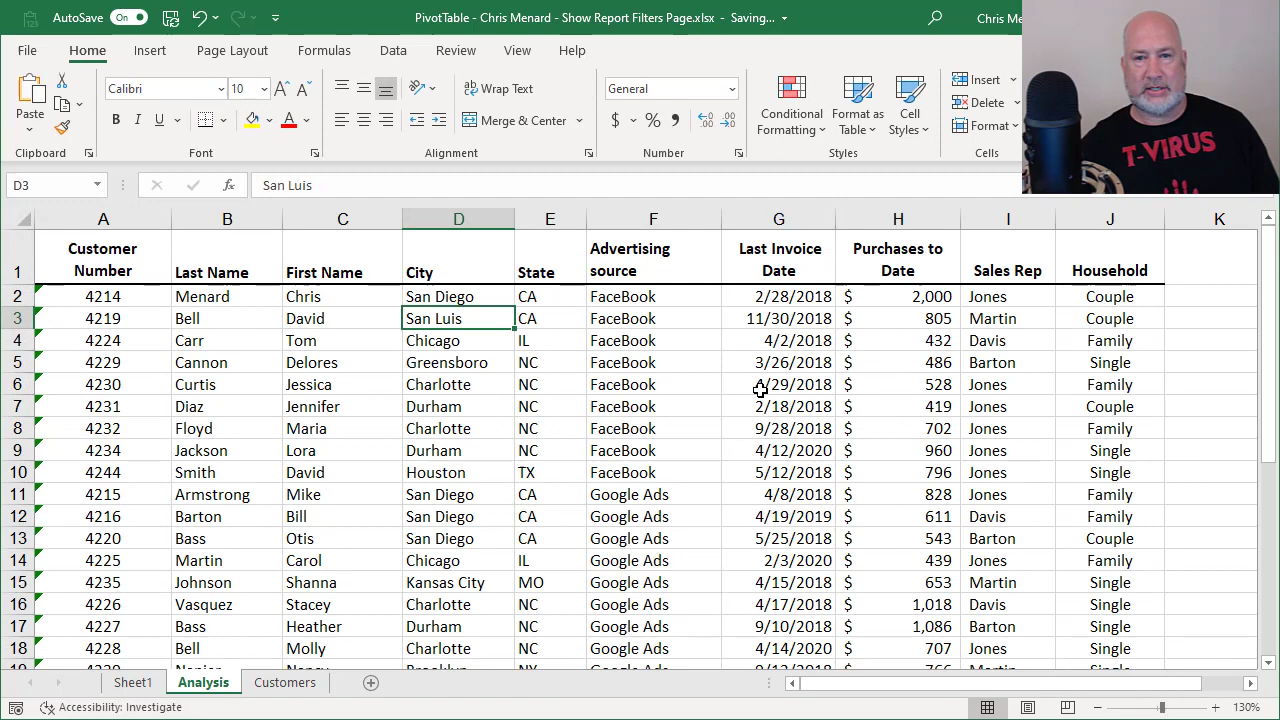 AutoSave On PivotTable - Chris Menard - Show Report Filters Page.xlsx - Saving... Chris Me
File Home Insert Page Layout Formulas Data Review View Help
Calibri 10 Wrap Text General Insert
Paste B I U Merge & Center $ % Conditional Formatting Format as Table Cell Styles Delete
Format
Clipboard Font Alignment Number Styles Cells
T-VIRUS
D3 fx San Luis
A B C D E F G H I J K
1 Customer Number Last Name First Name City State Advertising source Last Invoice Date Purchases to Date Sales Rep Household
2 4214 Menard Chris San Diego CA FaceBook 2/28/2018 $ 2,000 Jones Couple
3 4219 Bell David San Luis CA FaceBook 11/30/2018 $ 805 Martin Couple
4 4224 Carr Tom Chicago IL FaceBook 4/2/2018 $ 432 Davis Family
5 4229 Cannon Delores Greensboro NC FaceBook 3/26/2018 $ 486 Barton Single
6 4230 Curtis Jessica Charlotte NC FaceBook /29/2018 $ 528 Jones Family
7 4231 Diaz Jennifer Durham NC FaceBook 2/18/2018 $ 419 Jones Couple
8 4232 Floyd Maria Charlotte NC FaceBook 9/28/2018 $ 702 Jones Family
9 4234 Jackson Lora Durham NC FaceBook 4/12/2020 $ 960 Jones Single
10 4244 Smith David Houston TX FaceBook 5/12/2018 $ 796 Jones Single
11 4215 Armstrong Mike San Diego CA Google Ads 4/8/2018 $ 828 Jones Family
12 4216 Barton Bill San Diego CA Google Ads 4/19/2019 $ 611 Davis Family
13 4220 Bass Otis San Diego CA Google Ads 5/25/2018 $ 543 Barton Couple
14 4225 Martin Carol Chicago IL Google Ads 2/3/2020 $ 439 Jones Family
15 4235 Johnson Shanna Kansas City MO Google Ads 4/15/2018 $ 653 Martin Single
16 4226 Vasquez Stacey Charlotte NC Google Ads 4/17/2018 $ 1,018 Davis Single
17 4227 Bass Heather Durham NC Google Ads 9/10/2018 $ 1,086 Barton Single
18 4228 Bell Molly Charlotte NC Google Ads 4/14/2020 $ 707 Jones Single
Sheet1 Analysis Customers
Accessibility: Investigate 130%